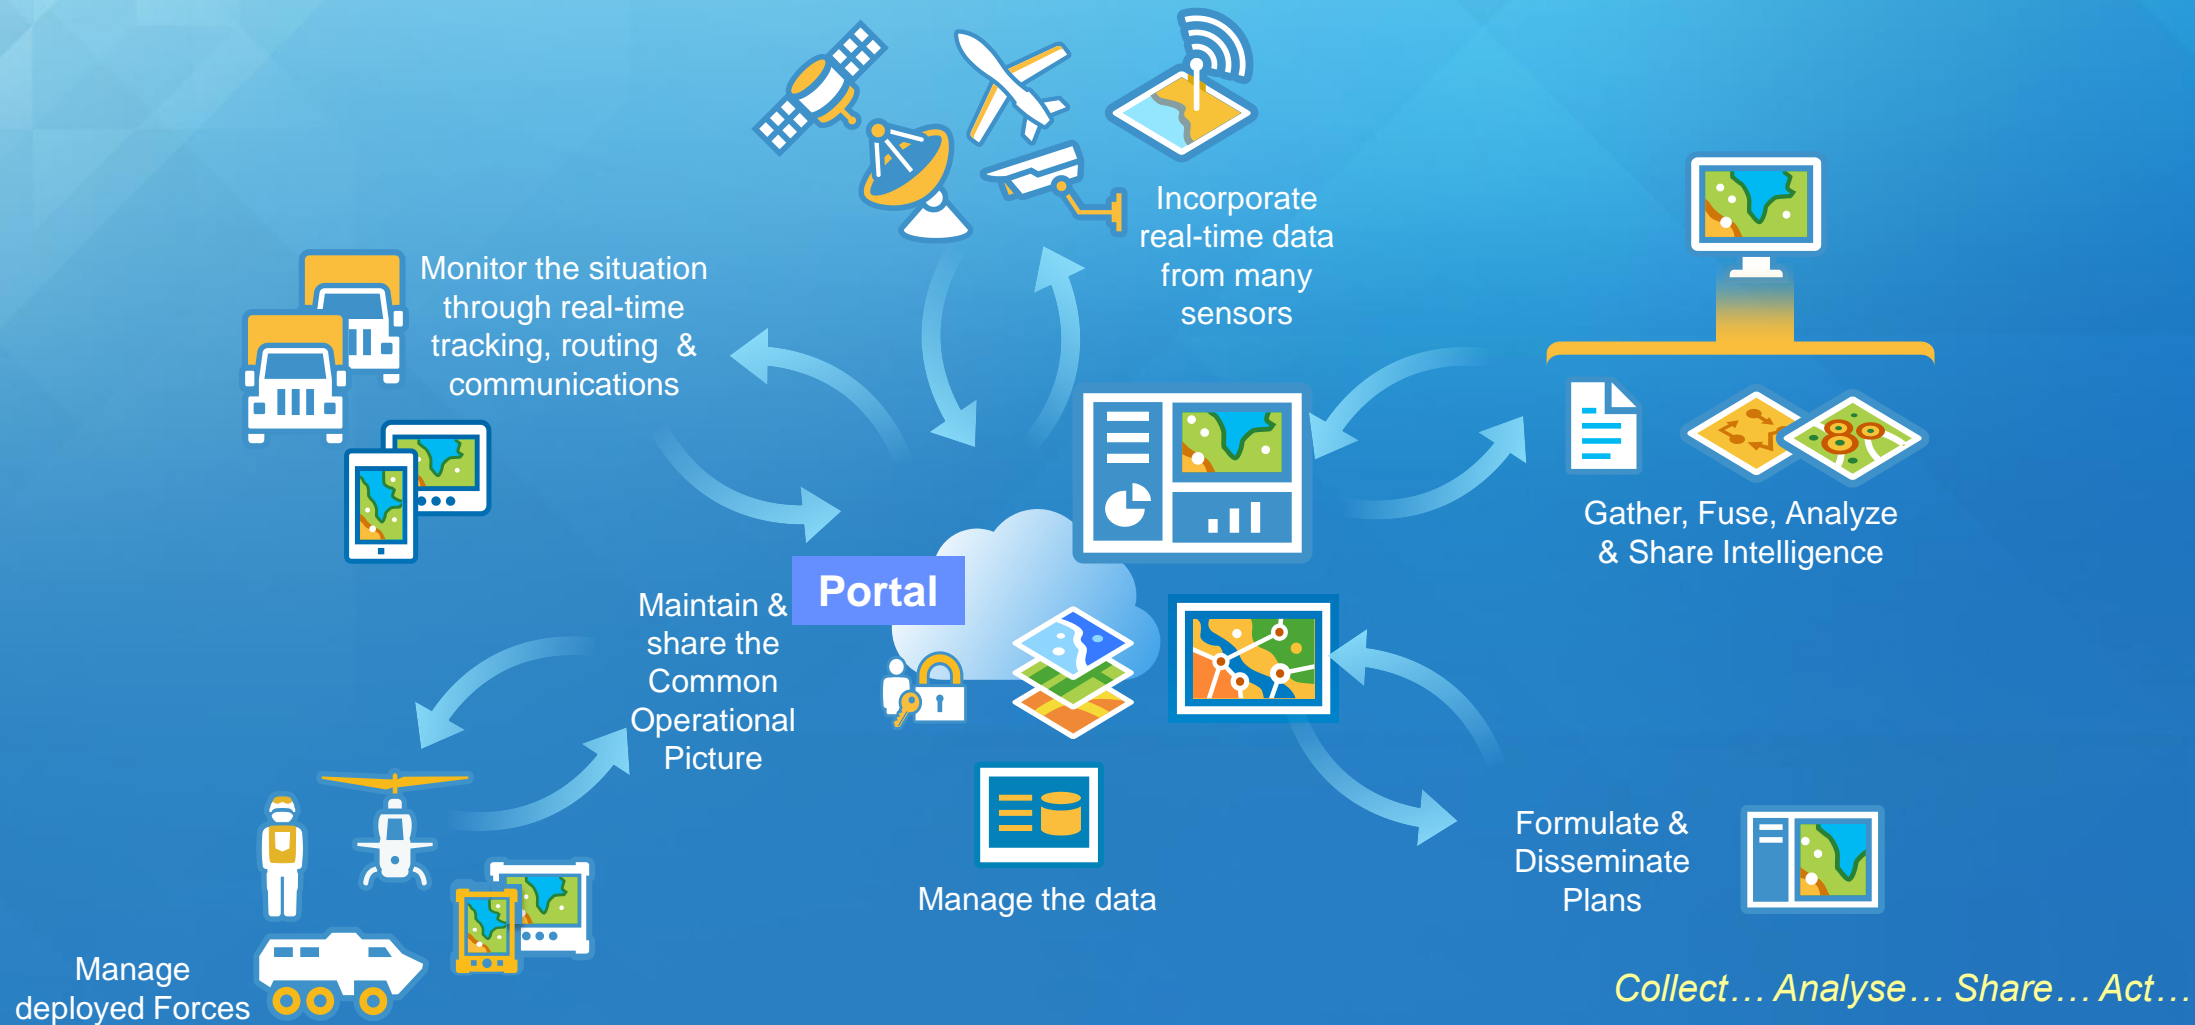 Incorporate
real-time data
from many
sensors
Monitor the situation
through real-time
tracking, routing &
communications
Gather, Fuse, Analyze
& Share Intelligence
Portal
Maintain &
share the
Common
Operational
Picture
Formulate &
Disseminate
Plans
Manage the data
Manage
deployed Forces
Collect… Analyse… Share… Act…